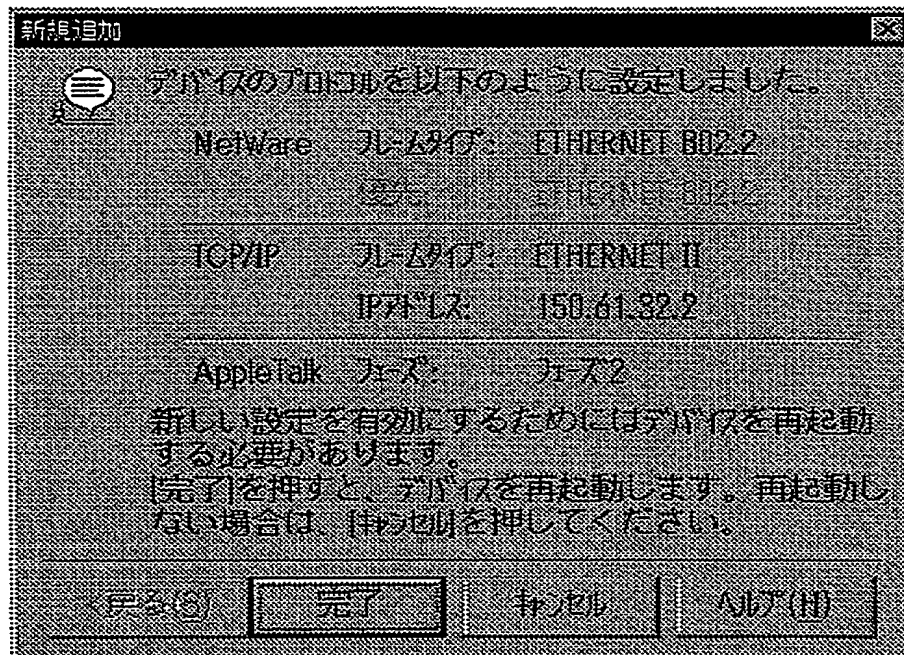 新規追加
デバイスのプロトコルを以下のように設定しました。
NetWare フレームタイプ: ETHERNET 802.2
優先: ETHERNET 802.2
TCP/IP フレームタイプ: ETHERNET II
IPアドレス: 150.61.32.2
AppleTalk フェーズ: フェーズ2
新しい設定を有効にするためにはデバイスを再起動
する必要があります。
[完了]を押すと、デバイスを再起動します。再起動し
ない場合は、[キャンセル]を押してください。
戻る(S) 完了 キャンセル ヘルプ(H)